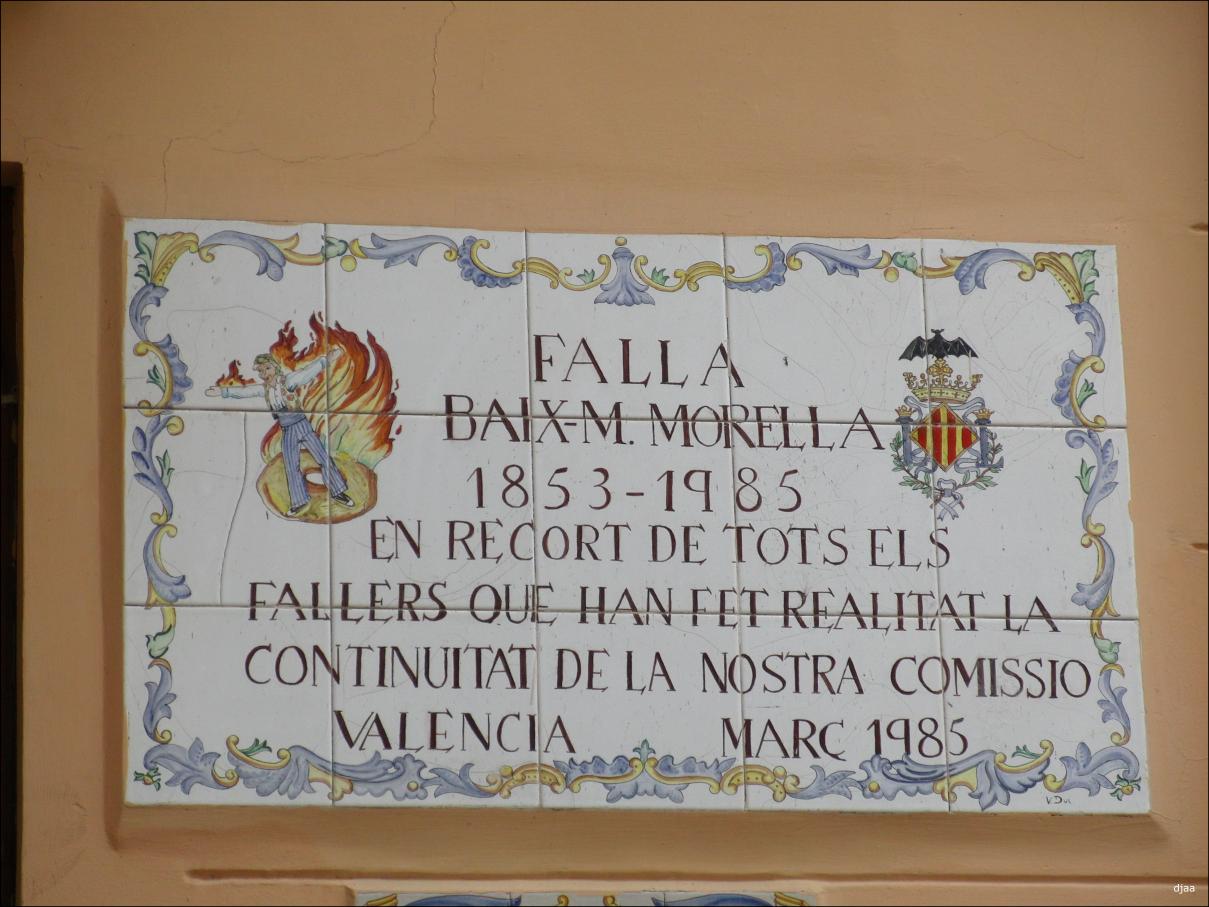 FALLA
BAIX-M. MORELLA
1853-1985
EN RECORT DE TOTS ELS
FALLERS QUE HAN FET REALITAT LA
CONTINUITAT DE LA NOSTRA COMISSIO
VALENCIA MARÇ 1985
djaa